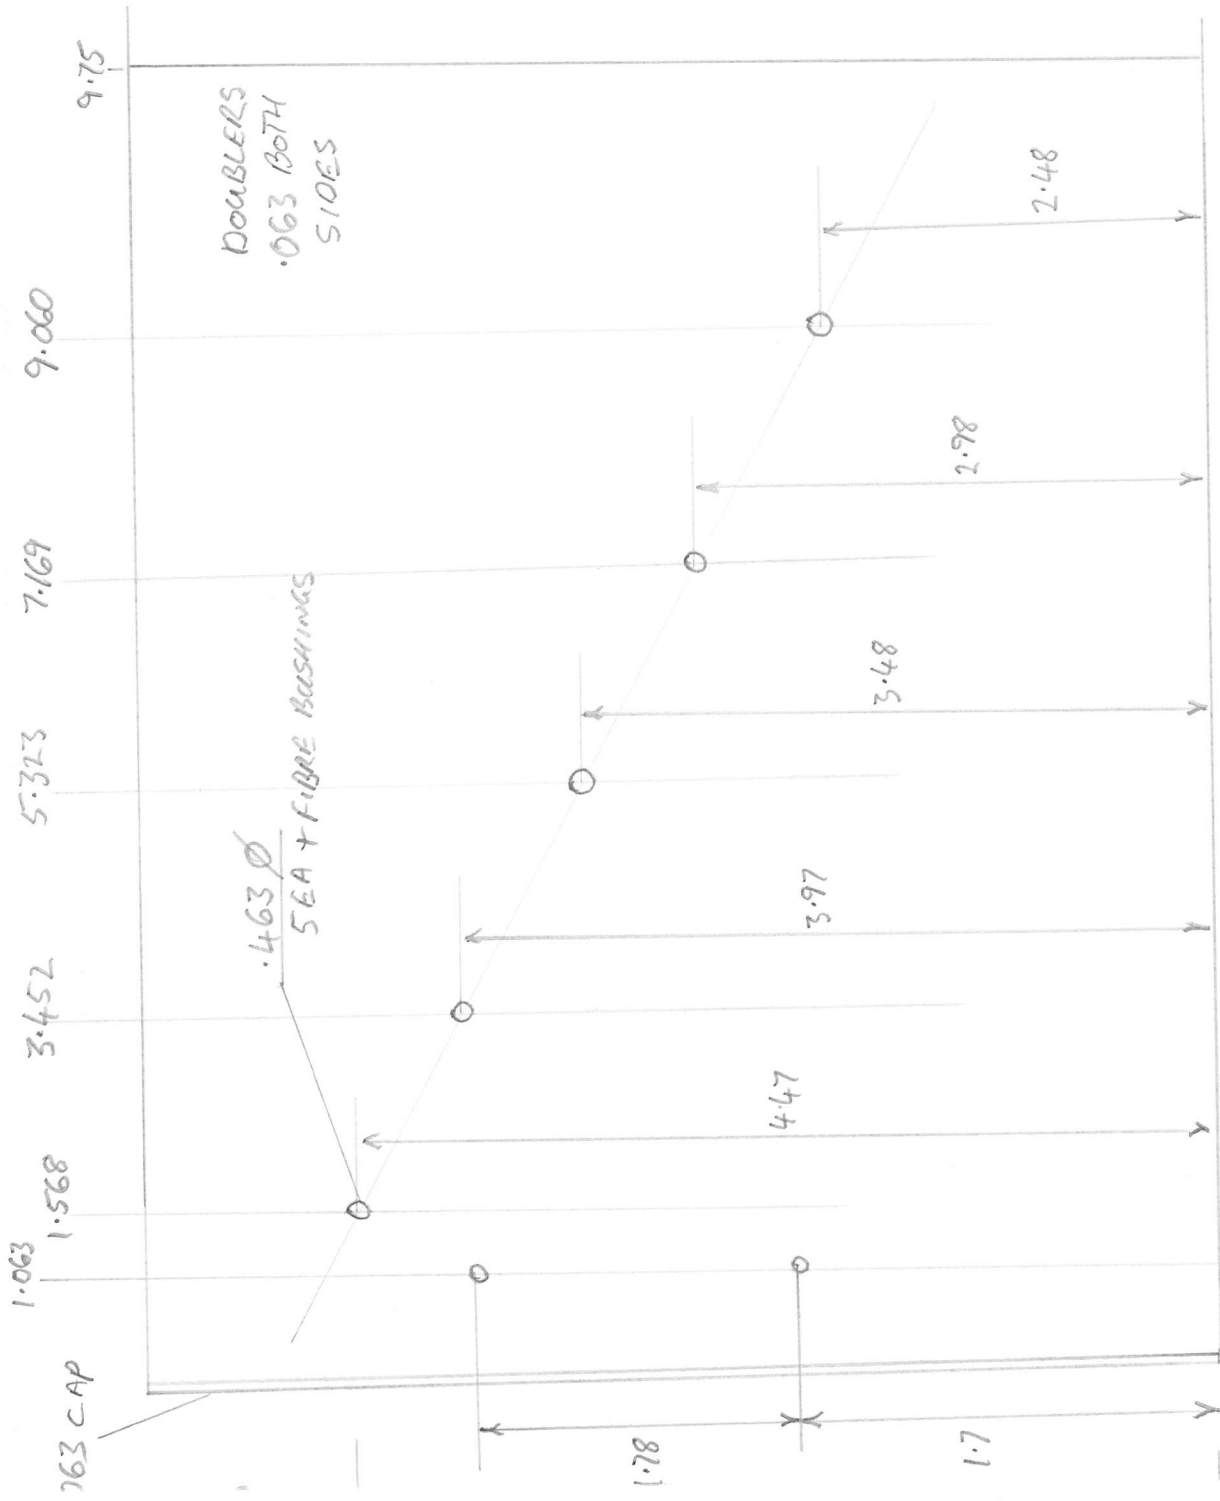 .063 CAP
1.063
1.568
3.452
5.323
7.169
9.060
9.75
.463 Ø
5 EA + FIBRE BUSHINGS
DOUBLERS
.063 BOTH
SIDES
1.78
1.7
4.47
3.97
3.48
2.98
2.48